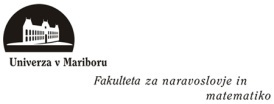 Univerza v Mariboru
Fakulteta za naravoslovje in
matematiko